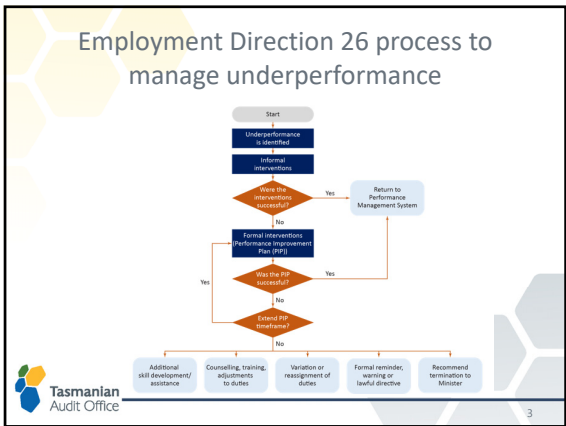 Employment Direction 26 process to
manage underperformance
Start
Underperformance
is identified
Informal
interventions
Were the
interventions
successful?
Yes
Return to
Performance
Management System
No
Formal interventions
(Performance Improvement
Plan (PIP))
Yes
Was the PIP
successful?
Yes
No
Extend PIP
timeframe?
No
Additional
skill development/
assistance
Counselling, training,
adjustments
to duties
Variation or
reassignment of
duties
Formal reminder,
warning or
lawful directive
Recommend
termination to
Minister
Tasmanian
Audit Office
3